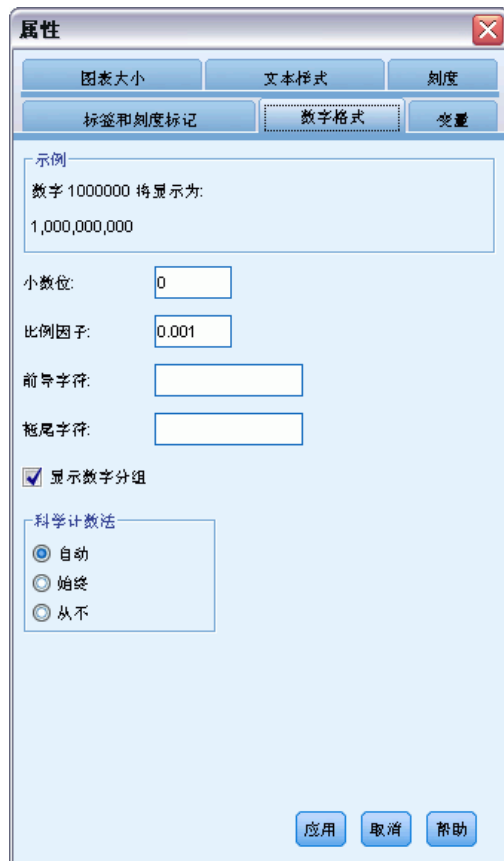 属性
图表大小 文本样式 刻度
标签和刻度标记 数字格式 变量
示例
数字 1000000 将显示为:
1,000,000,000
小数位: 0
比例因子: 0.001
前导字符:
拖尾字符:
显示数字分组
科学计数法
自动
始终
从不
应用 取消 帮助